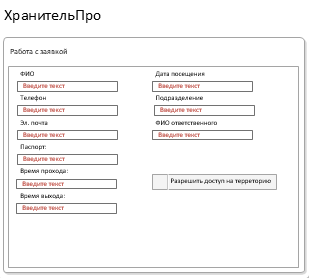 ХранительПро
Работа с заявкой
ФИО
Введите текст
Телефон
Введите текст
Эл. почта
Введите текст
Паспорт:
Введите текст
Время прохода:
Введите текст
Время выхода:
Введите текст
Дата посещения
Введите текст
Подразделение
Введите текст
ФИО ответственного
Введите текст
Разрешить доступ на территорию